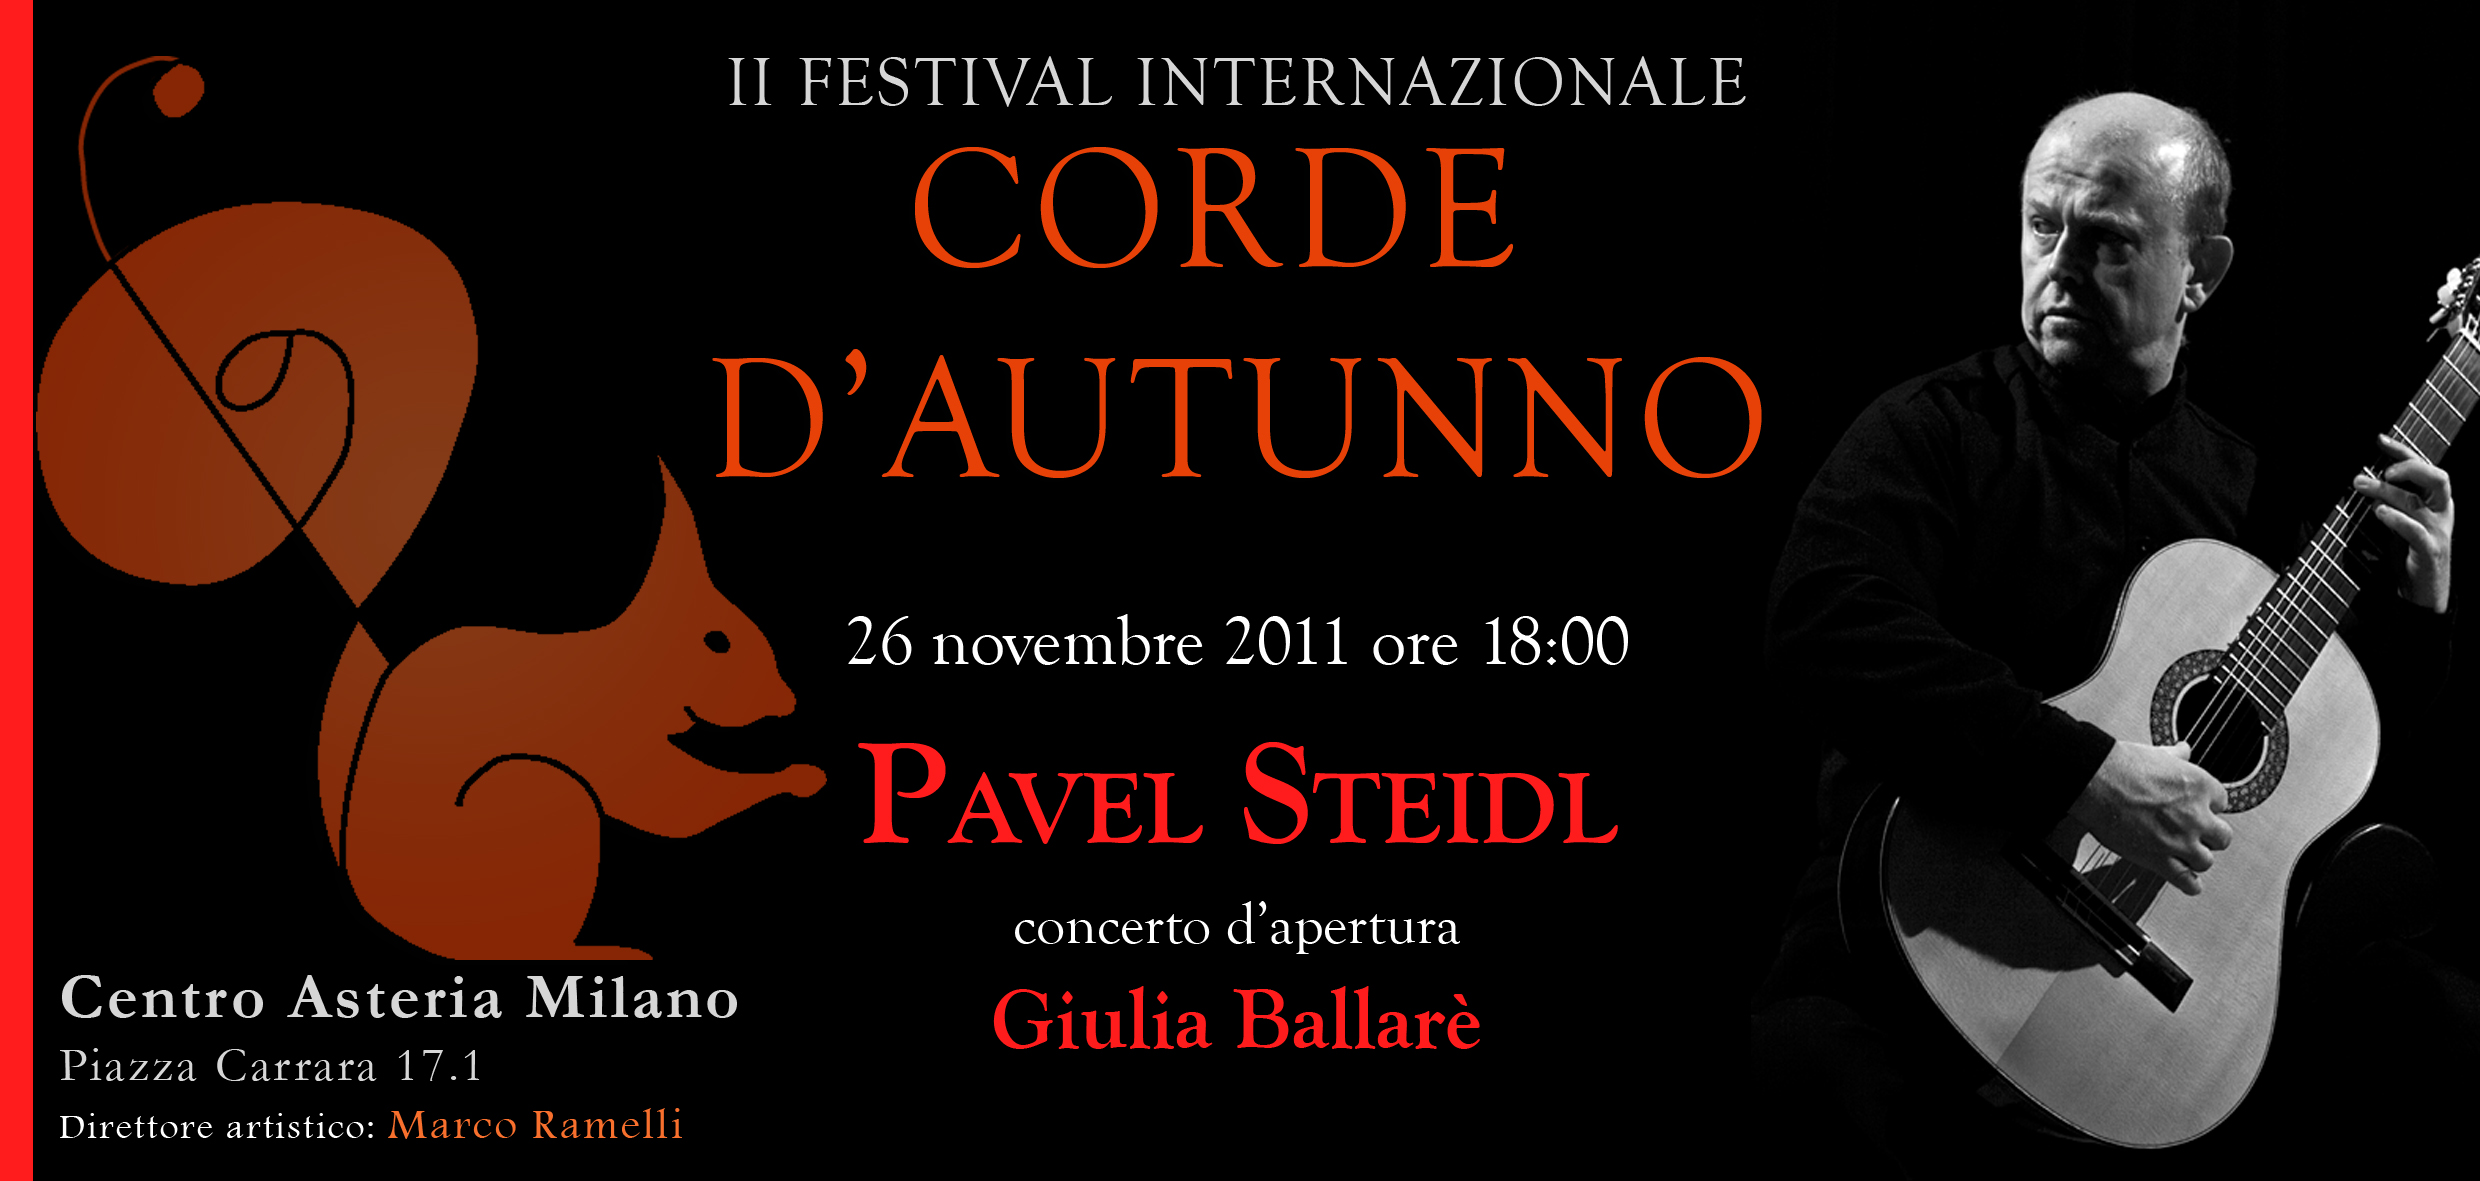 II FESTIVAL INTERNAZIONALE
CORDE
D’AUTUNNO
26 novembre 2011 ore 18:00
PAVEL STEIDL
concerto d’apertura
Giulia Ballarè
Centro Asteria Milano
Piazza Carrara 17.1
Direttore artistico: Marco Ramelli